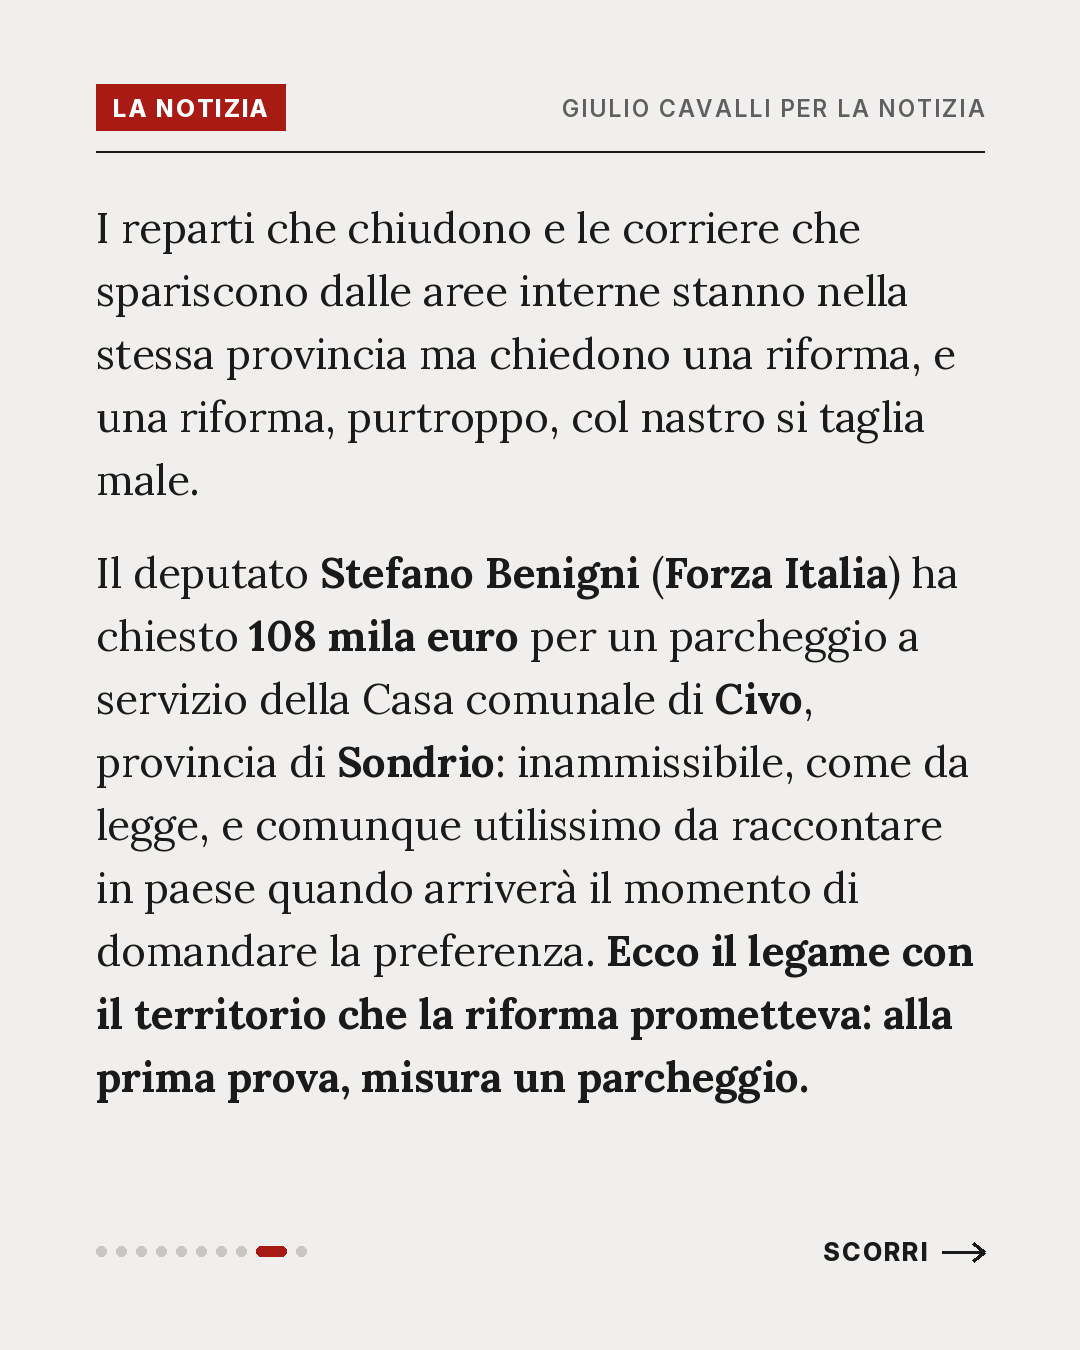 LA NOTIZIA
GIULIO CAVALLI PER LA NOTIZIA
I reparti che chiudono e le corriere che
spariscono dalle aree interne stanno nella
stessa provincia ma chiedono una riforma, e
una riforma, purtroppo, col nastro si taglia
male.
Il deputato Stefano Benigni (Forza Italia) ha
chiesto 108 mila euro per un parcheggio a
servizio della Casa comunale di Civo,
provincia di Sondrio: inammissibile, come da
legge, e comunque utilissimo da raccontare
in paese quando arriverà il momento di
domandare la preferenza. Ecco il legame con
il territorio che la riforma prometteva: alla
prima prova, misura un parcheggio.
SCORRI